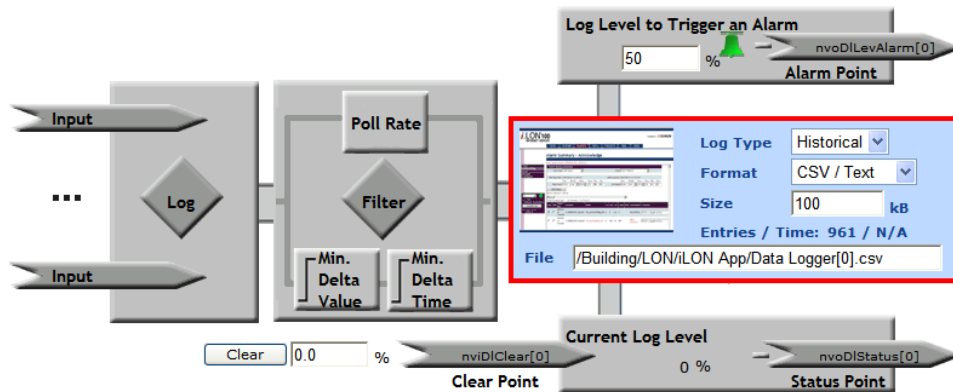 Log Level to Trigger an Alarm
50 %
nvoDlLevAlarm[0]
Alarm Point
Input
Poll Rate
...
Log
Filter
Input
Min. Delta Value
Min. Delta Time
i.LON 100
Log Type Historical
Format CSV / Text
Size 100 kB
Entries / Time: 961 / N/A
File /Building/LON/iLON App/Data Logger[0].csv
Current Log Level
0 %
nvoDlStatus[0]
Status Point
Clear 0.0 %
nviDlClear[0]
Clear Point